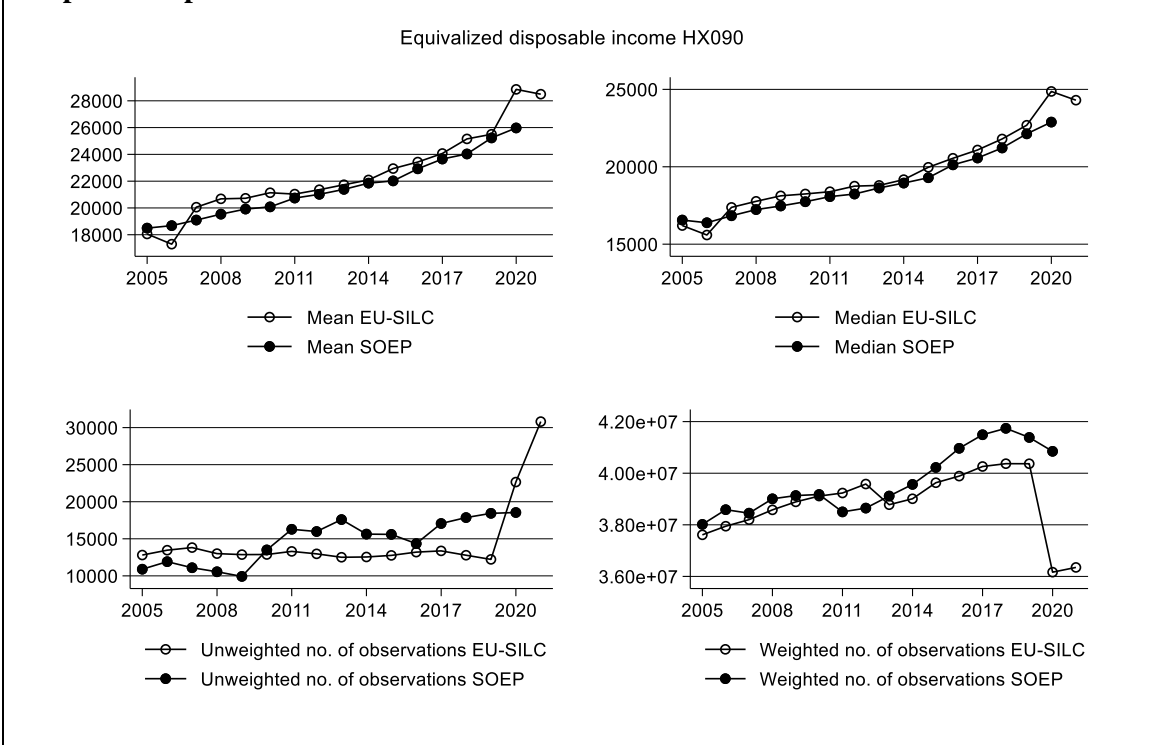 Equivalized disposable income HX090
28000
26000
24000
22000
20000
18000
2005 2008 2011 2014 2017 2020
Mean EU-SILC
Mean SOEP
25000
20000
15000
2005 2008 2011 2014 2017 2020
Median EU-SILC
Median SOEP
30000
25000
20000
15000
10000
2005 2008 2011 2014 2017 2020
Unweighted no. of observations EU-SILC
Unweighted no. of observations SOEP
4.20e+07
4.00e+07
3.80e+07
3.60e+07
2005 2008 2011 2014 2017 2020
Weighted no. of observations EU-SILC
Weighted no. of observations SOEP